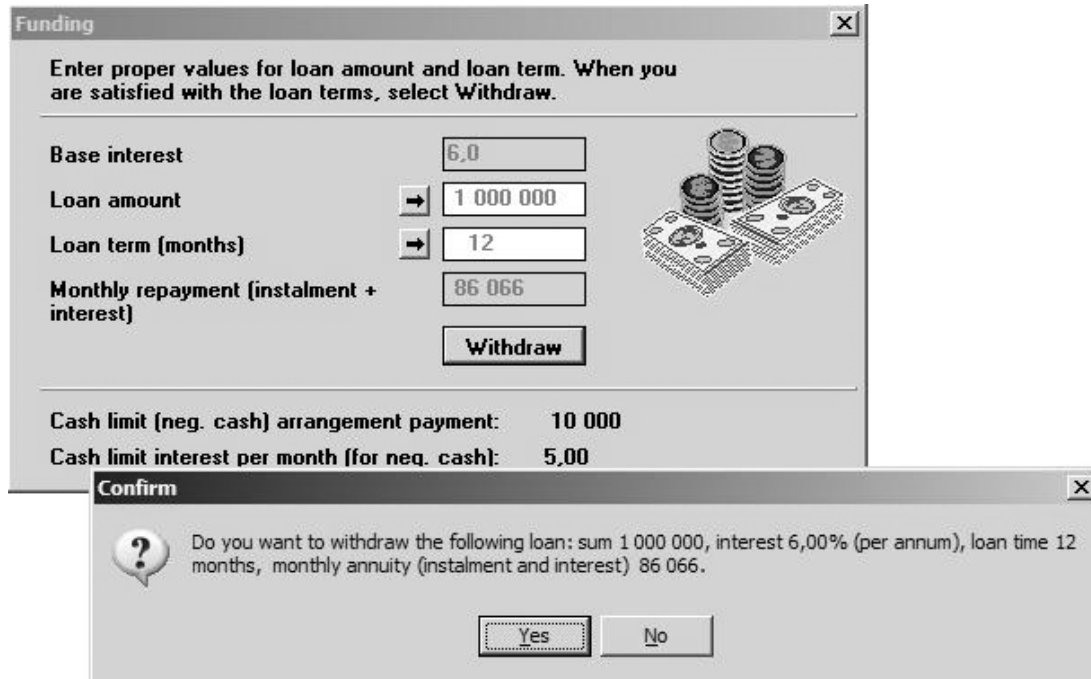 Funding
Enter proper values for loan amount and loan term. When you
are satisfied with the loan terms, select Withdraw.
Base interest 6,0
Loan amount 1 000 000
Loan term (months) 12
Monthly repayment (instalment +
interest) 86 066
Withdraw
Cash limit (neg. cash) arrangement payment: 10 000
Cash limit interest per month (for neg. cash): 5,00
Confirm
Do you want to withdraw the following loan: sum 1 000 000, interest 6,00% (per annum), loan time 12
months, monthly annuity (instalment and interest) 86 066.
Yes No